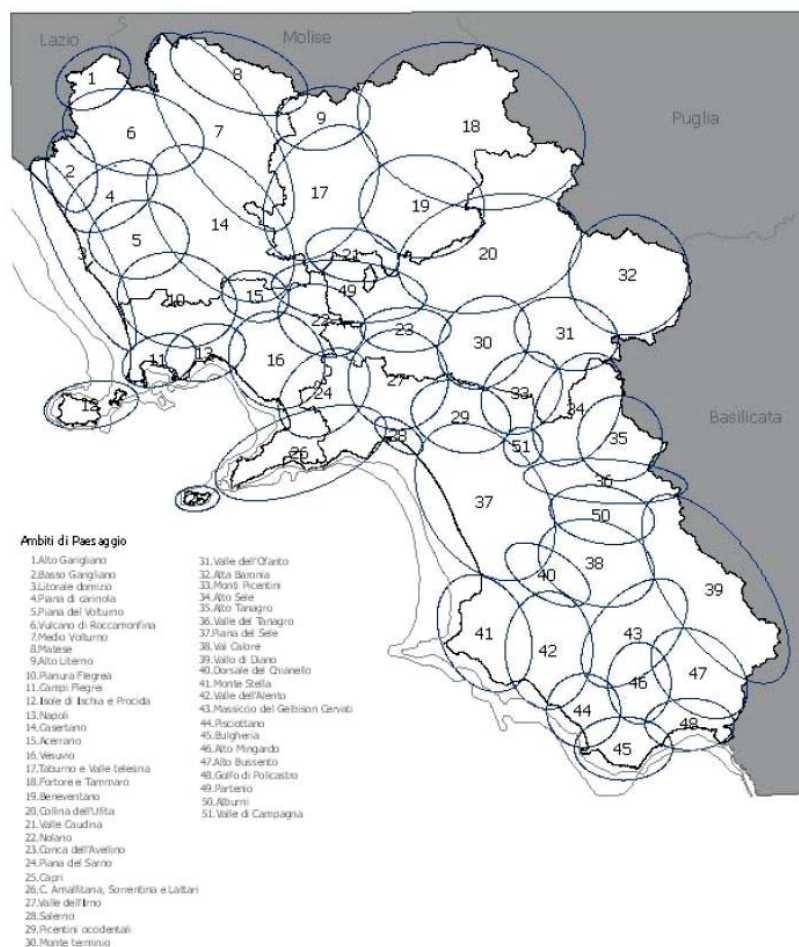 Lazio
Molise
Puglia
Basilicata
1
8
9
18
6
7
2
4
17
19
14
5
3
21
20
32
49
15
10
22
23
30
31
11
13
16
12
24
27
33
34
29
28
51
35
26
25
36
37
50
40
38
39
41
42
43
46
47
44
48
45
Ambiti di Paesaggio
1.Alto Garigliano
2.Basso Garigliano
3.Litorale domizio
4.Piana di carinola
5.Piana del Volturno
6.Vulcano di Roccamonfina
7.Medio Volturno
8.Matese
9.Alto Literno
10.Pianura Flegrea
11.Campi Flegrei
12.Isole di Ischia e Procida
13.Napoli
14.Casertano
15.Acerrano
16.Vesuvio
17.Taburno e Valle telesina
18.Fortore e Tammaro
19.Beneventano
20.Collina dell'Ufita
21.Valle Caudina
22.Nolano
23.Conca dell'Avellino
24.Piana del Sarno
25.Capri
26.C. Amalfitana, Sorrentina e Lattari
27.Valle dell'Irno
28.Salerno
29.Picentini occidentali
30.Monte terminio
31.Valle dell'Ofanto
32.Alta Baronia
33.Monti Picentini
34.Alto Sele
35.Alto Tanagro
36.Valle del Tanagro
37.Piana del Sele
38.Val Calore
39.Vallo di Diano
40.Dorsale del Chianello
41.Monte Stella
42.Valle dell'Alento
43.Massiccio del Gelbison Cervati
44.Pisciottano
45.Bulgheria
46.Alto Mingardo
47.Alto Bussento
48.Golfo di Policastro
49.Partenio
50.Alburni
51.Valle di Campagna